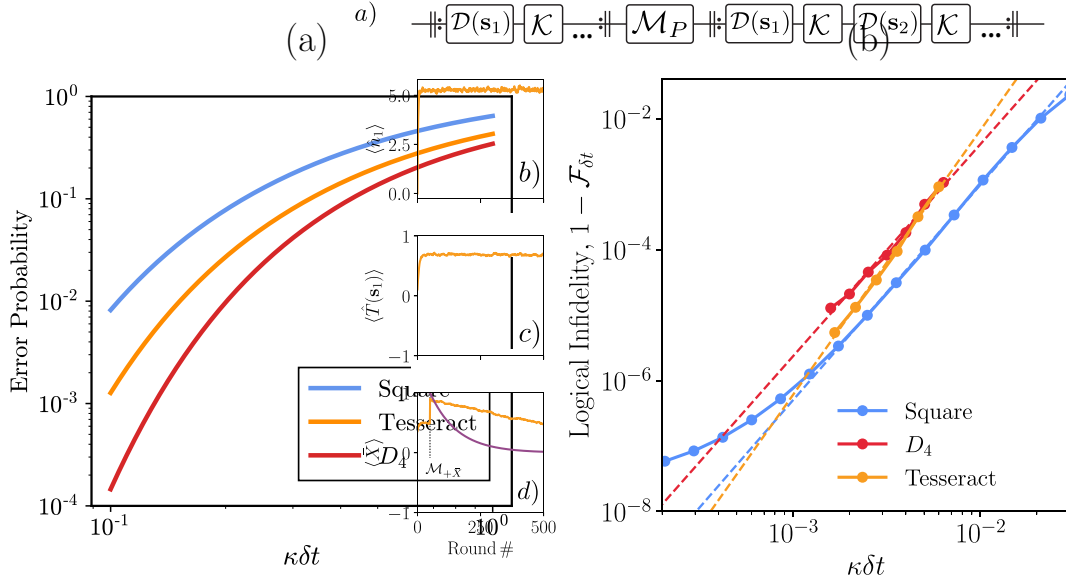 a) 𝒟(s₁) 𝒦 ... ℳ_P 𝒟(s₁) 𝒦 𝒟(s₂) 𝒦 ...
(a)
(b)
10⁰
10⁻¹
10⁻²
10⁻³
10⁻⁴
Error Probability
10⁻¹
10⁰
κδt
Square
Tesseract
D₄
5.0
2.5
0.0
⟨n̂₁⟩
b)
1
0
−1
⟨T̂(s₁)⟩
c)
1
0
−1
⟨X̄⟩
ℳ₊X̄
d)
0
250
500
Round #
10⁻²
10⁻⁴
10⁻⁶
10⁻⁸
Logical Infidelity, 1 − ℱ_δt
Square
D₄
Tesseract
10⁻³
10⁻²
κδt